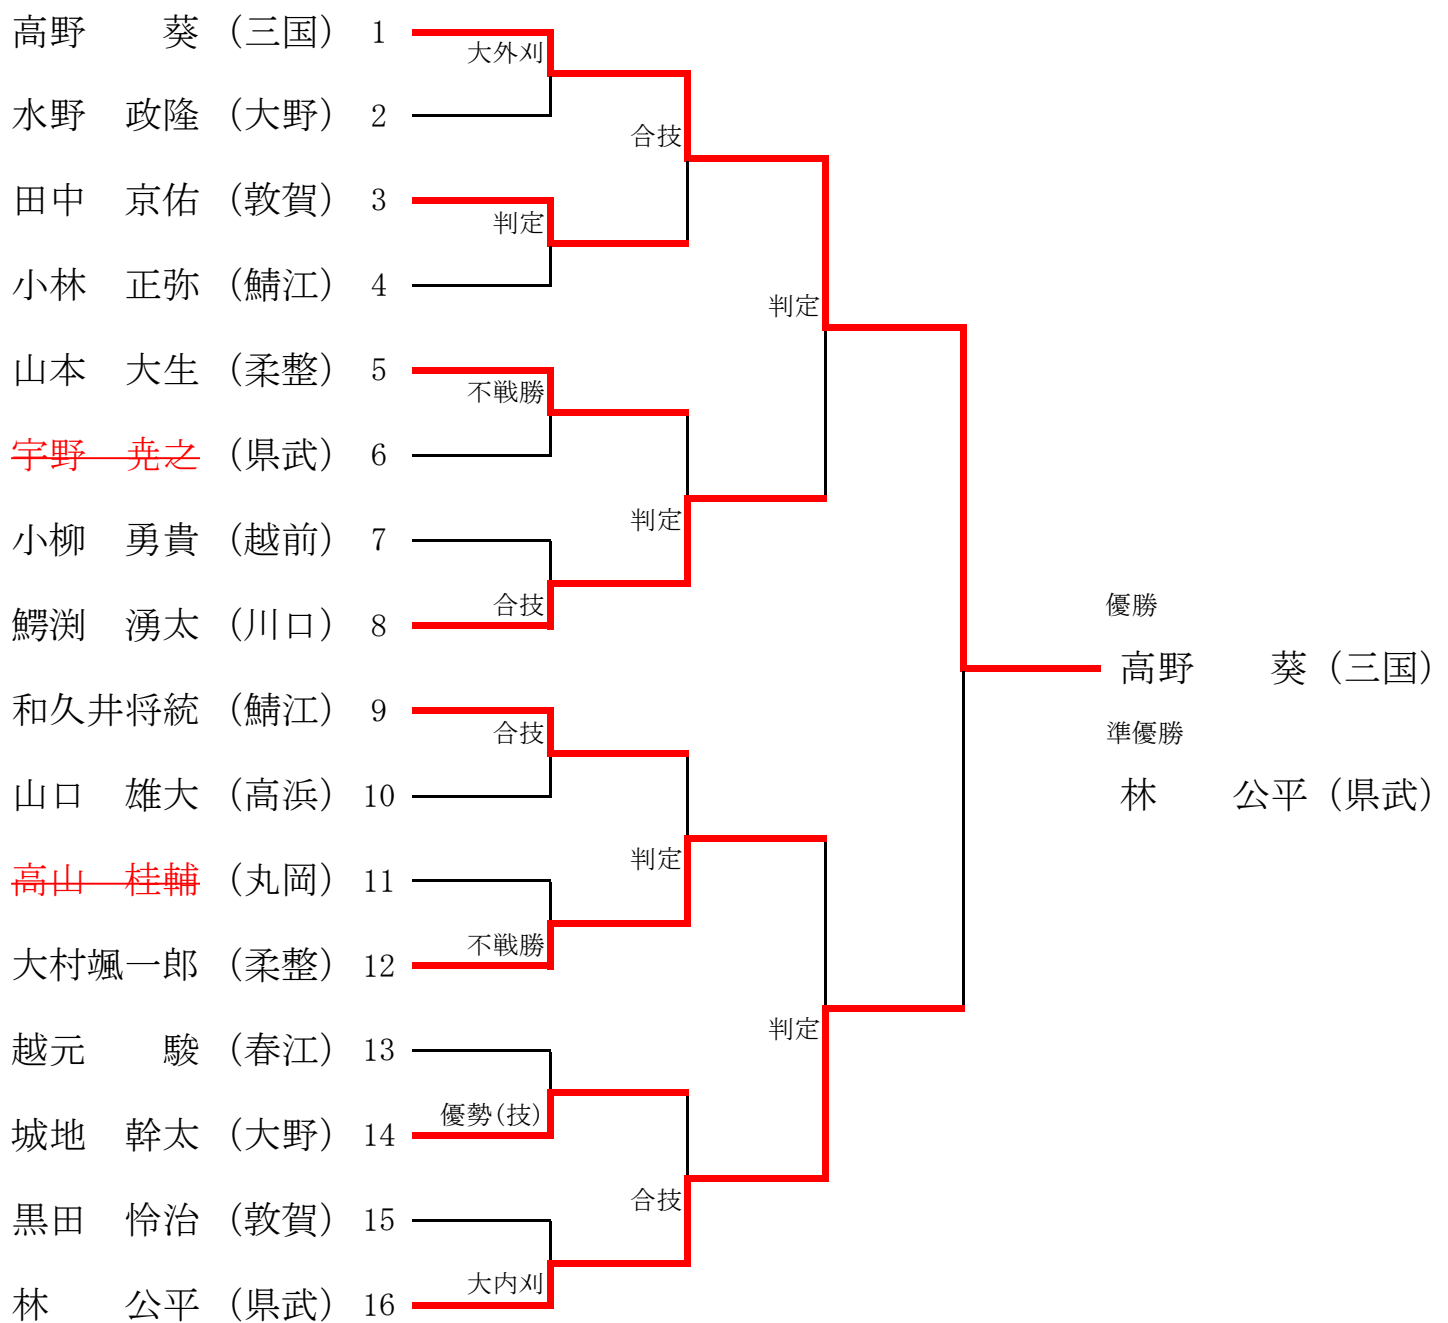 高野　　葵（三国） 1
大外刈
水野　政隆（大野） 2
合技
田中　京佑（敦賀） 3
判定
小林　正弥（鯖江） 4
判定
山本　大生（柔整） 5
不戦勝
宇野　尭之（県武） 6
判定
小柳　勇貴（越前） 7
合技
鰐渕　湧太（川口） 8
和久井将統（鯖江） 9
合技
山口　雄大（高浜） 10
判定
高山　桂輔（丸岡） 11
不戦勝
大村颯一郎（柔整） 12
判定
越元　　駿（春江） 13
優勢(技)
城地　幹太（大野） 14
合技
黒田　怜治（敦賀） 15
大内刈
林　　公平（県武） 16
優勝
高野　　葵（三国）
準優勝
林　　公平（県武）